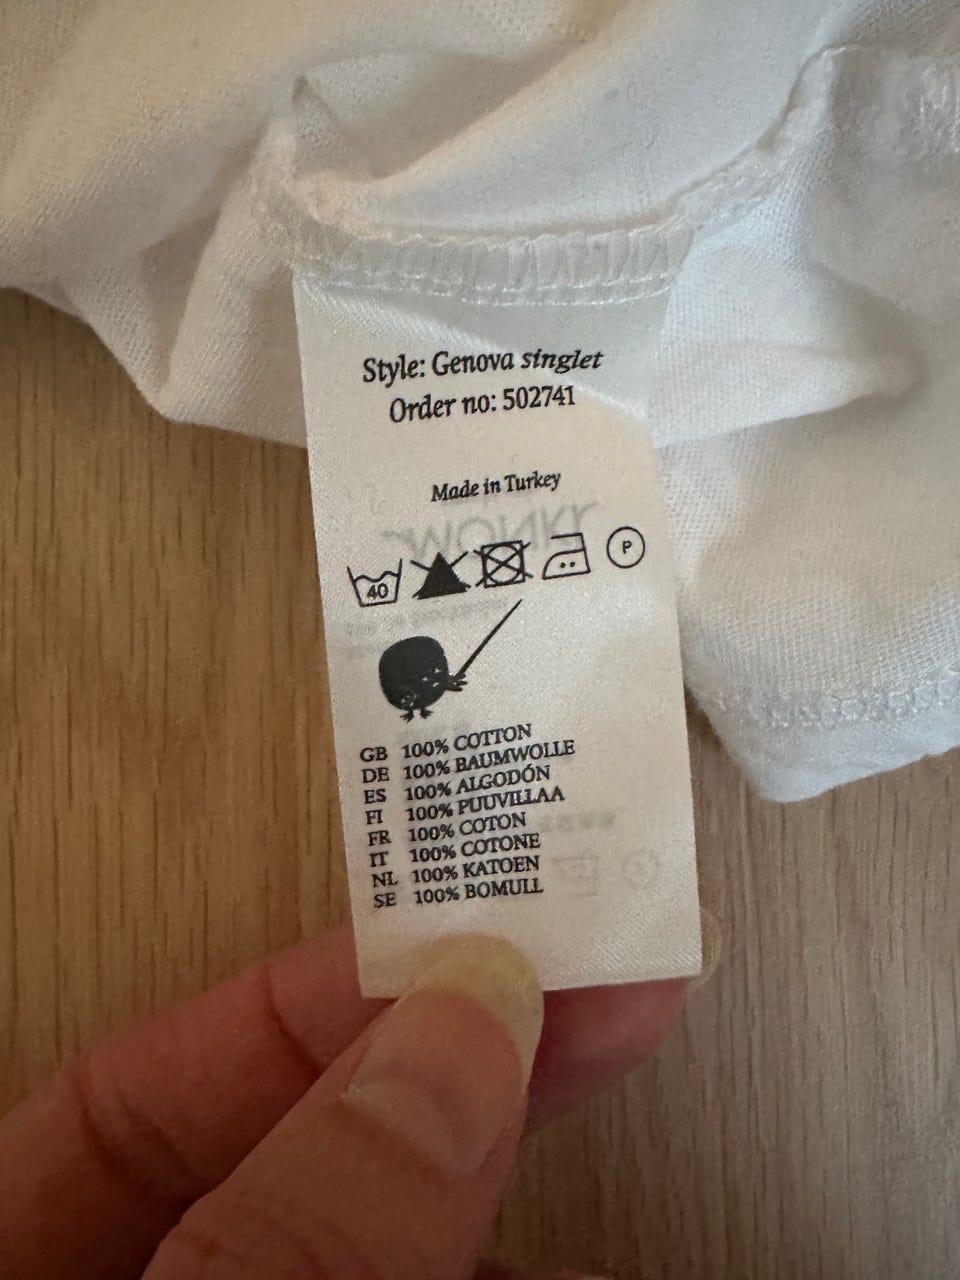 Style: Genova singlet
Order no: 502741
Made in Turkey
40 P
GB 100% COTTON
DE 100% BAUMWOLLE
ES 100% ALGODÓN
FI 100% PUUVILLAA
FR 100% COTON
IT 100% COTONE
NL 100% KATOEN
SE 100% BOMULL